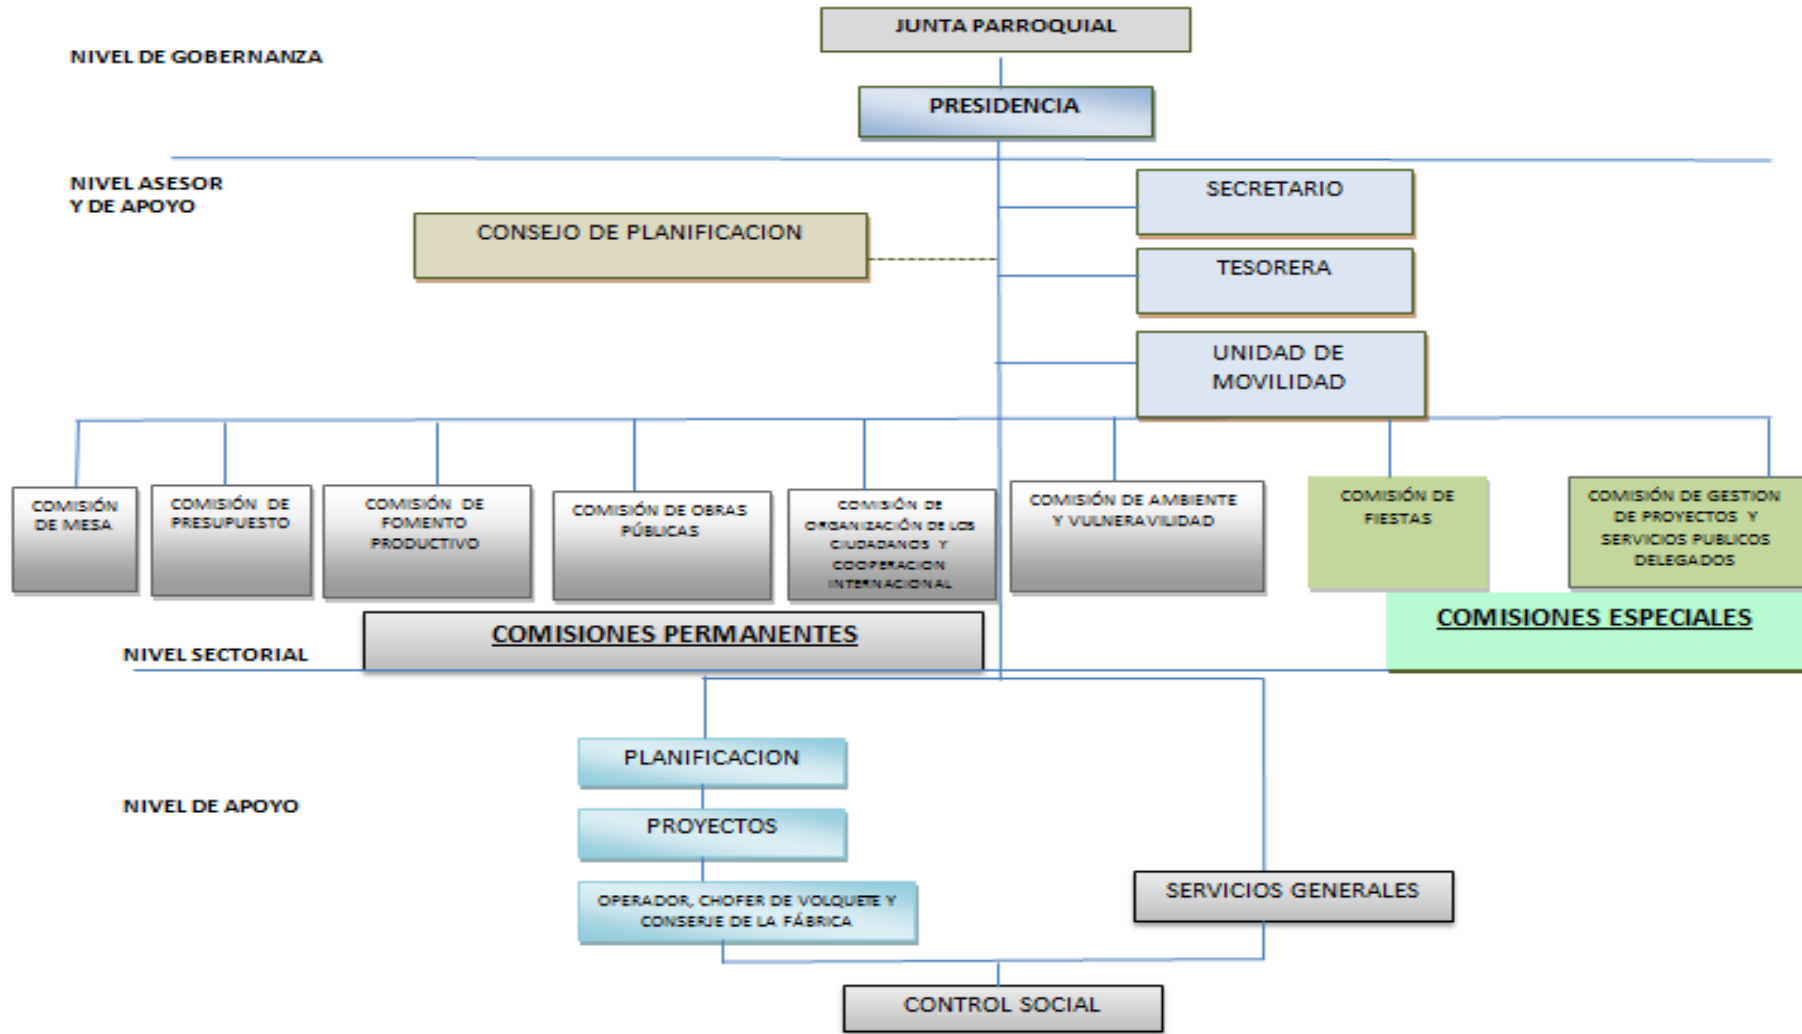 JUNTA PARROQUIAL
NIVEL DE GOBERNANZA
PRESIDENCIA
NIVEL ASESOR
Y DE APOYO
SECRETARIO
CONSEJO DE PLANIFICACION
TESORERA
UNIDAD DE
MOVILIDAD
COMISIÓN
DE MESA
COMISIÓN DE
PRESUPUESTO
COMISIÓN DE
FOMENTO
PRODUCTIVO
COMISIÓN DE OBRAS
PÚBLICAS
COMISIÓN DE
ORGANIZACIÓN DE LOS
CIUDADANOS Y
COOPERACION
INTERNACIONAL
COMISIÓN DE AMBIENTE
Y VULNERAVILIDAD
COMISIÓN DE
FIESTAS
COMISIÓN DE GESTION
DE PROYECTOS Y
SERVICIOS PUBLICOS
DELEGADOS
COMISIONES PERMANENTES
COMISIONES ESPECIALES
NIVEL SECTORIAL
PLANIFICACION
NIVEL DE APOYO
PROYECTOS
OPERADOR, CHOFER DE VOLQUETE Y
CONSERJE DE LA FÁBRICA
SERVICIOS GENERALES
CONTROL SOCIAL